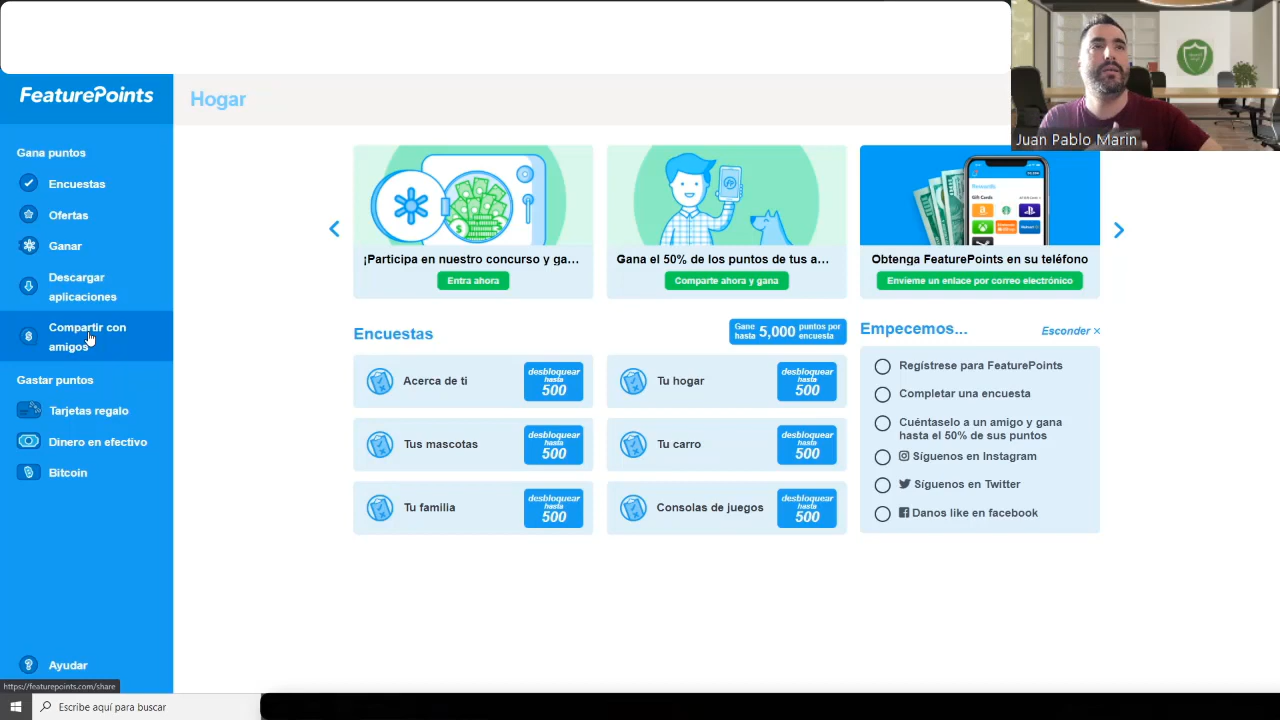 FeaturePoints
Hogar
Juan Pablo Marin
Gana puntos
Encuestas
Ofertas
Ganar
Descargar
aplicaciones
Compartir con
amigos
Gastar puntos
Tarjetas regalo
Dinero en efectivo
Bitcoin
Ayudar
¡Participa en nuestro concurso y ga...
Entra ahora
Gana el 50% de los puntos de tus a...
Comparte ahora y gana
Rewards
Obtenga FeaturePoints en su teléfono
Envieme un enlace por correo electrónico
Encuestas
Gane
hasta
5,000
puntos por
encuesta
Acerca de ti
desbloquear
hasta
500
Tu hogar
desbloquear
hasta
500
Tus mascotas
desbloquear
hasta
500
Tu carro
desbloquear
hasta
500
Tu familia
desbloquear
hasta
500
Consolas de juegos
desbloquear
hasta
500
Empecemos...
Esconder ×
Regístrese para FeaturePoints
Completar una encuesta
Cuéntaselo a un amigo y gana
hasta el 50% de sus puntos
Síguenos en Instagram
Síguenos en Twitter
Danos like en facebook
https://featurepoints.com/share
Escribe aquí para buscar